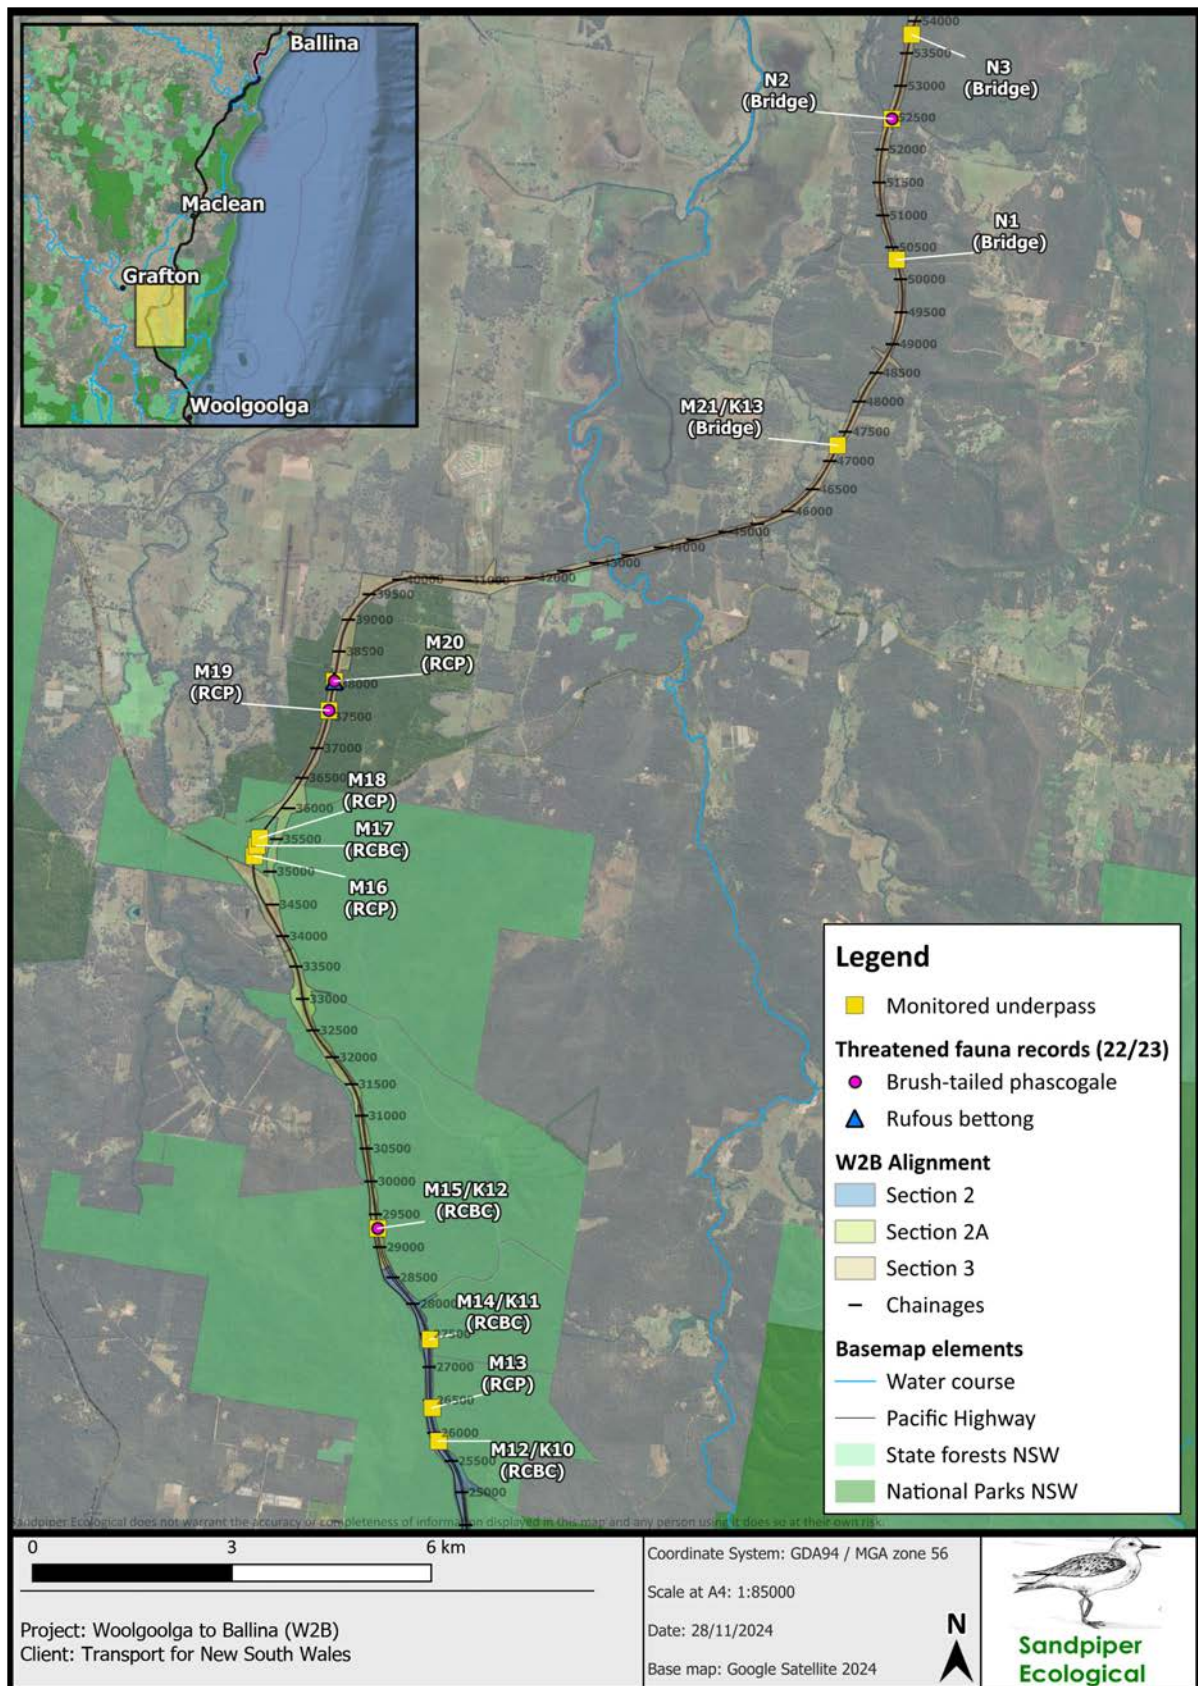 Ballina
Maclean
Grafton
Woolgoolga
54000
N3
(Bridge)
53500
N2
(Bridge)
53000
52500
52000
51500
51000
N1
(Bridge)
50500
50000
49500
49000
48500
48000
M21/K13
(Bridge)
47500
47000
46500
46000
45000
44000
43000
42000
41000
40000
39500
39000
38500
M20
(RCP)
M19
(RCP)
38000
37500
37000
36500
M18
(RCP)
36000
M17
(RCBC)
35500
35000
M16
(RCP)
34500
34000
33500
33000
32500
32000
31500
31000
30500
30000
M15/K12
(RCBC)
29500
29000
28500
28000
M14/K11
(RCBC)
27500
27000
M13
(RCP)
26500
26000
M12/K10
(RCBC)
25500
25000
Legend
Monitored underpass
Threatened fauna records (22/23)
Brush-tailed phascogale
Rufous bettong
W2B Alignment
Section 2
Section 2A
Section 3
Chainages
Basemap elements
Water course
Pacific Highway
State forests NSW
National Parks NSW
Sandpiper Ecological does not warrant the accuracy or completeness of information displayed in this map and any person using it does so at their own risk.
0 3 6 km
Project: Woolgoolga to Ballina (W2B)
Client: Transport for New South Wales
Coordinate System: GDA94 / MGA zone 56
Scale at A4: 1:85000
Date: 28/11/2024
Base map: Google Satellite 2024
N
Sandpiper
Ecological